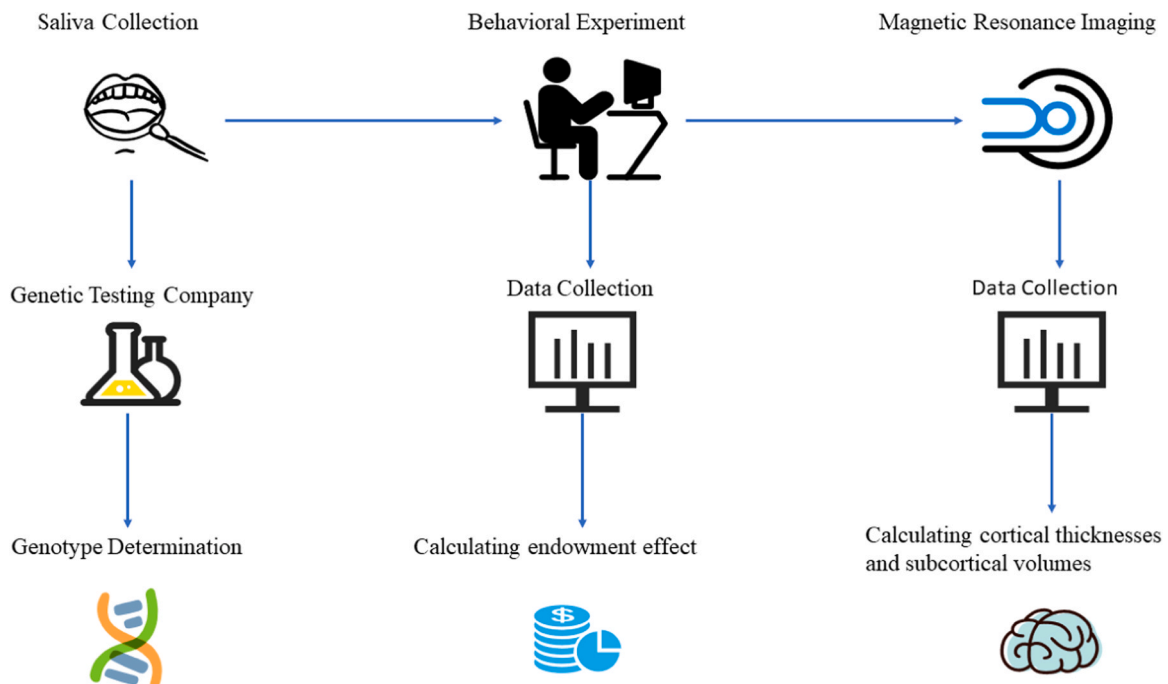 Saliva Collection
Behavioral Experiment
Magnetic Resonance Imaging
Genetic Testing Company
Data Collection
Data Collection
Genotype Determination
Calculating endowment effect
Calculating cortical thicknesses
and subcortical volumes
$